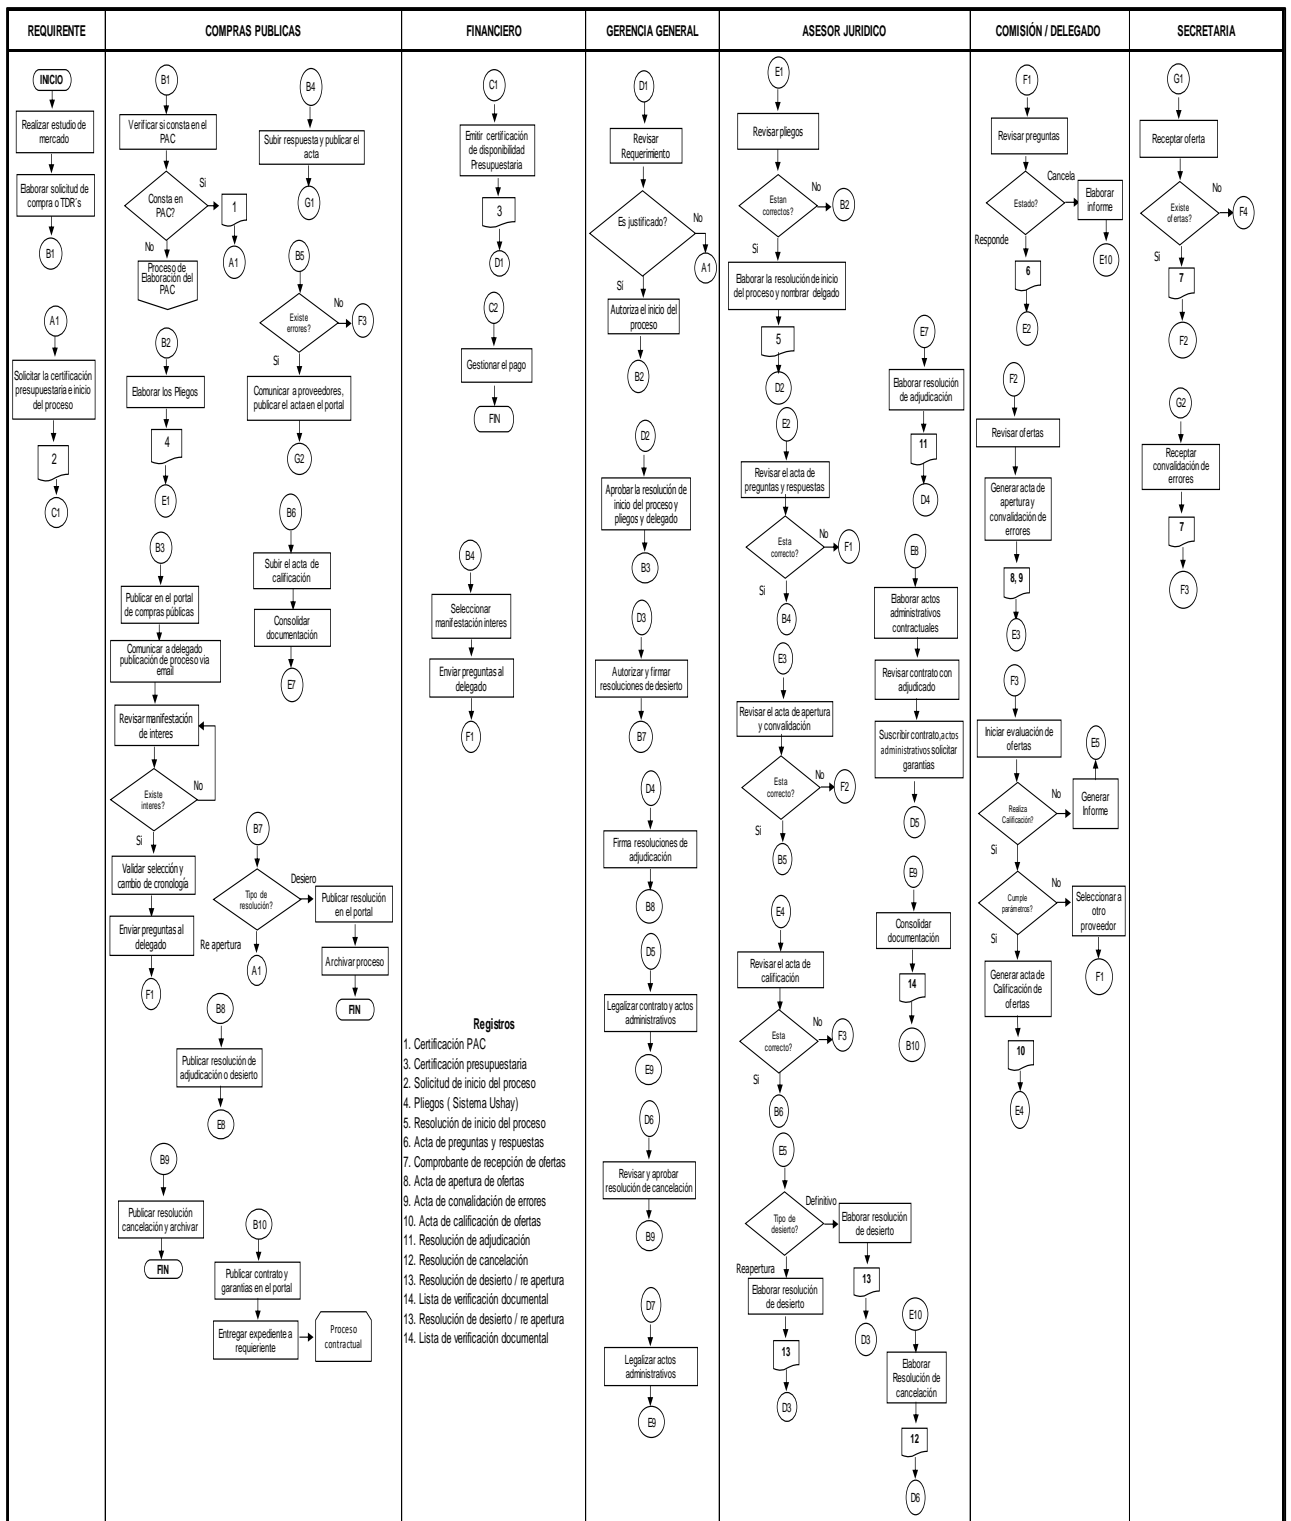 REQUIRENTE
COMPRAS PUBLICAS
FINANCIERO
GERENCIA GENERAL
ASESOR JURIDICO
COMISIÓN / DELEGADO
SECRETARIA
INICIO
Realizar estudio de
mercado
Elaborar solicitud de
compra o TDR´s
B1
A1
Solicitar la certificación
presupuestaria e inicio
del proceso
2
C1
B1
Verificar si consta en el
PAC
Consta en
PAC?
Si
1
A1
No
Proceso de
Elaboración del
PAC
B2
Elaborar los Pliegos
4
E1
B3
Publicar en el portal
de compras públicas
Comunicar a delegado
publicación de proceso via
email
Revisar manifestación
de interes
Existe
interes?
No
Si
Validar selección y
cambio de cronología
Enviar preguntas al
delegado
F1
B4
Subir respuesta y publicar el
acta
G1
B5
Existe
errores?
No
F3
Si
Comunicar a proveedores,
publicar el acta en el portal
G2
B6
Subir el acta de
calificación
Consolidar
documentación
E7
B7
Tipo de
resolución?
Desiero
Publicar resolución
en el portal
Archivar proceso
FIN
Re apertura
A1
B8
Publicar resolución de
adjudicación o desierto
E8
B9
Publicar resolución
cancelación y archivar
FIN
B10
Publicar contrato y
garantias en el portal
Entregar expediente a
requieriente
Proceso
contractual
C1
Emitir certificación
de disponibilidad
Presupuestaria
3
D1
C2
Gestionar el pago
FIN
B4
Seleccionar
manifestación interes
Enviar preguntas al
delegado
F1
Registros
1. Certificación PAC
3. Certificación presupuestaria
2. Solicitud de inicio del proceso
4. Pliegos ( Sistema Ushay)
5. Resolución de inicio del proceso
6. Acta de preguntas y respuestas
7. Comprobante de recepción de ofertas
8. Acta de apertura de ofertas
9. Acta de convalidación de errores
10. Acta de calificación de ofertas
11. Resolución de adjudicación
12. Resolución de cancelación
13. Resolución de desierto / re apertura
14. Lista de verificación documental
13. Resolución de desierto / re apertura
14. Lista de verificación documental
D1
Revisar
Requerimiento
Es justificado?
No
A1
Si
Autoriza el inicio del
proceso
B2
D2
Aprobar la resolución de
inicio del proceso y
pliegos y delegado
B3
D3
Autorizar y firmar
resoluciones de desierto
B7
D4
Firma resoluciones de
adjudicación
B8
D5
Legalizar contrato y actos
administrativos
E9
D6
Revisar y aprobar
resolución de cancelación
B9
D7
Legalizar actos
administrativos
E9
E1
Revisar pliegos
Estan
correctos?
No
B2
Si
Elaborar la resolución de inicio
del proceso y nombrar delgado
5
D2
E2
Revisar el acta de
preguntas y respuestas
Esta
correcto?
No
F1
Si
B4
E3
Revisar el acta de apertura
y convalidación
Esta
correcto?
No
F2
Si
B5
E4
Revisar el acta de
calificación
Esta
correcto?
No
F3
Si
B6
E5
Tipo de
desierto?
Definitivo
Elaborar resolución
de desierto
13
D3
Reapertura
Elaborar resolución
de desierto
13
D3
E7
Elaborar resolución
de adjudicación
11
D4
E8
Elaborar actos
administrativos
contractuales
Revisar contrato con
adjudicado
Suscribir contrato, actos
administrativos solicitar
garantias
D5
E9
Consolidar
documentación
14
B10
E10
Elaborar
Resolución de
cancelación
12
D6
F1
Revisar preguntas
Estado?
Cancela
Elaborar
informe
E10
Responde
6
E2
F2
Revisar ofertas
Generar acta de
apertura y
convalidación de
errores
8, 9
E3
F3
Iniciar evaluación de
ofertas
Realiza
Calificación?
No
Generar
Informe
E5
Si
Cumple
parámetros?
No
Seleccionar a
otro
proveedor
F1
Si
Generar acta de
Calificación de
ofertas
10
E4
G1
Receptar oferta
Existe
ofertas?
No
F4
Si
7
F2
G2
Receptar
convalidación de
errores
7
F3